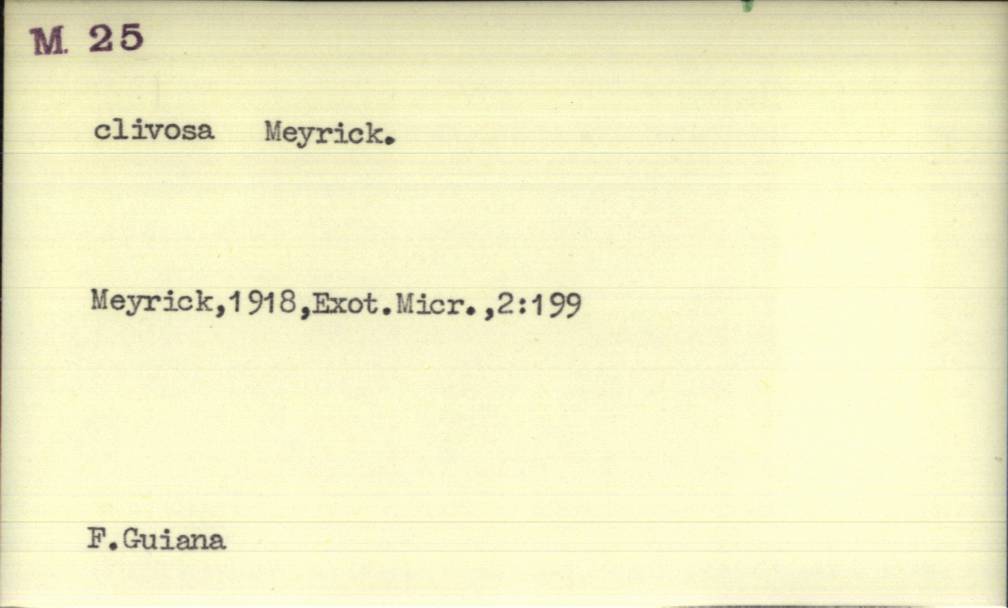 M. 25
clivosa Meyrick.
Meyrick,1918,Exot.Micr.,2:199
F.Guiana